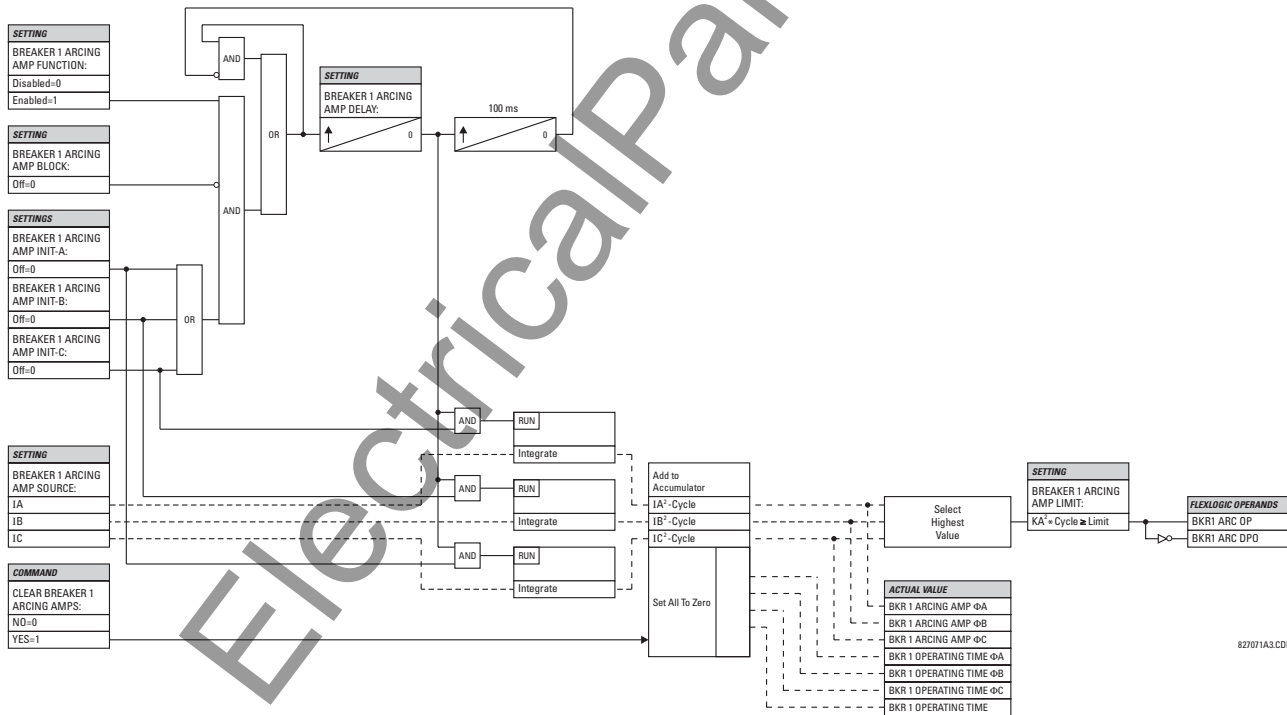 SETTING
BREAKER 1 ARCING
AMP FUNCTION:
Disabled=0
Enabled=1
SETTING
BREAKER 1 ARCING
AMP BLOCK:
Off=0
SETTINGS
BREAKER 1 ARCING
AMP INIT-A:
Off=0
BREAKER 1 ARCING
AMP INIT-B:
Off=0
BREAKER 1 ARCING
AMP INIT-C:
Off=0
SETTING
BREAKER 1 ARCING
AMP SOURCE:
IA
IB
IC
COMMAND
CLEAR BREAKER 1
ARCING AMPS:
NO=0
YES=1
AND
OR
AND
OR
SETTING
BREAKER 1 ARCING
AMP DELAY:
0
100 ms
0
AND
RUN
Integrate
AND
RUN
Integrate
AND
RUN
Integrate
Add to
Accumulator
IA²-Cycle
IB²-Cycle
IC²-Cycle
Set All To Zero
Select
Highest
Value
SETTING
BREAKER 1 ARCING
AMP LIMIT:
KA²*Cycle ≥ Limit
FLEXLOGIC OPERANDS
BKR1 ARC OP
BKR1 ARC DPO
ACTUAL VALUE
BKR 1 ARCING AMP ΦA
BKR 1 ARCING AMP ΦB
BKR 1 ARCING AMP ΦC
BKR 1 OPERATING TIME ΦA
BKR 1 OPERATING TIME ΦB
BKR 1 OPERATING TIME ΦC
BKR 1 OPERATING TIME
827071A3.CD
ElectricalPa